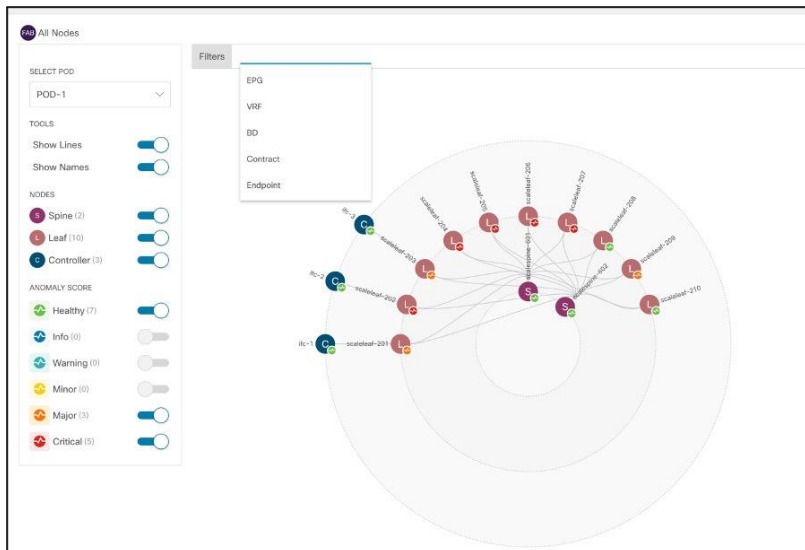 FAB All Nodes
SELECT POD
POD-1
TOOLS
Show Lines
Show Names
NODES
S Spine (2)
L Leaf (10)
C Controller (3)
ANOMALY SCORE
Healthy (7)
Info (0)
Warning (0)
Minor (0)
Major (3)
Critical (5)
Filters
EPG
VRF
BD
Contract
Endpoint
ifc-3
C
scaleleaf-203
L
scaleleaf-204
L
scaleleaf-205
L
scaleleaf-206
L
scaleleaf-207
L
scaleleaf-208
L
scaleleaf-209
L
scaleleaf-210
L
ifc-2
C
scaleleaf-202
L
ifc-1
C
scaleleaf-201
L
scalespine-601
S
scalespine-602
S